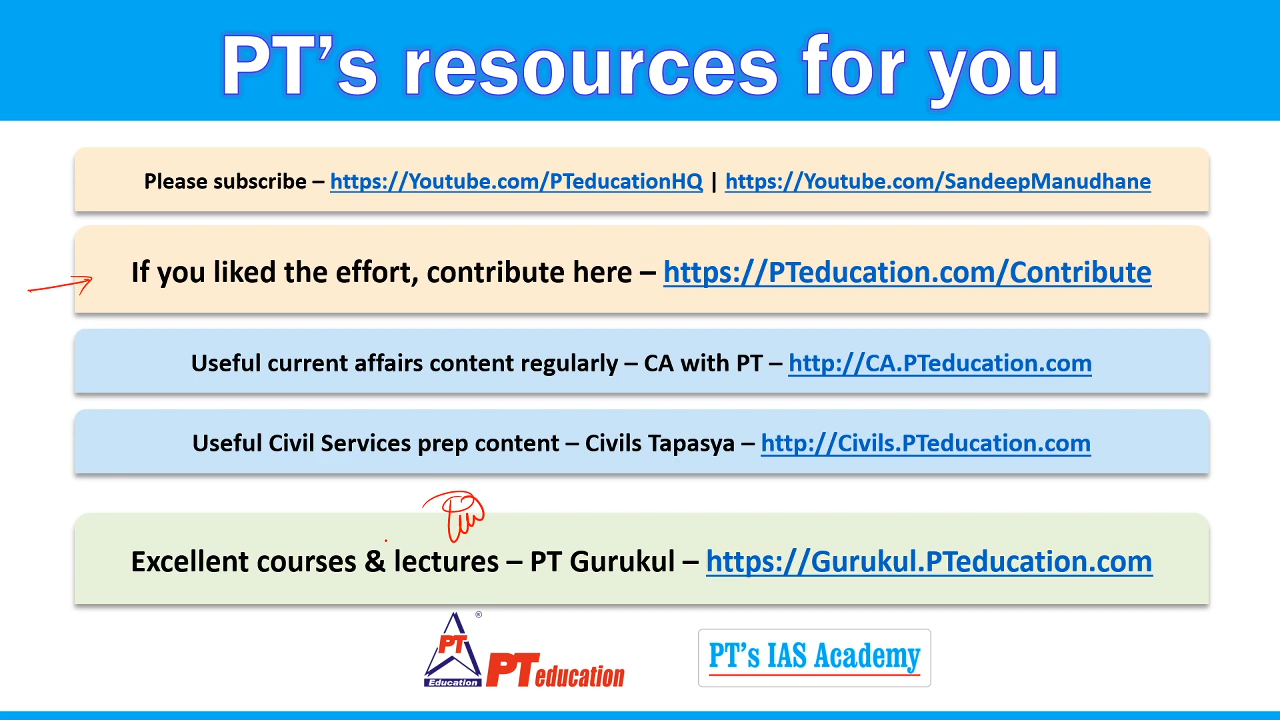 PT's resources for you
Please subscribe – https://Youtube.com/PTeducationHQ | https://Youtube.com/SandeepManudhane
If you liked the effort, contribute here – https://PTeducation.com/Contribute
Useful current affairs content regularly – CA with PT – http://CA.PTeducation.com
Useful Civil Services prep content – Civils Tapasya – http://Civils.PTeducation.com
Excellent courses & lectures – PT Gurukul – https://Gurukul.PTeducation.com
PT ®
Education
PT education
PT's IAS Academy